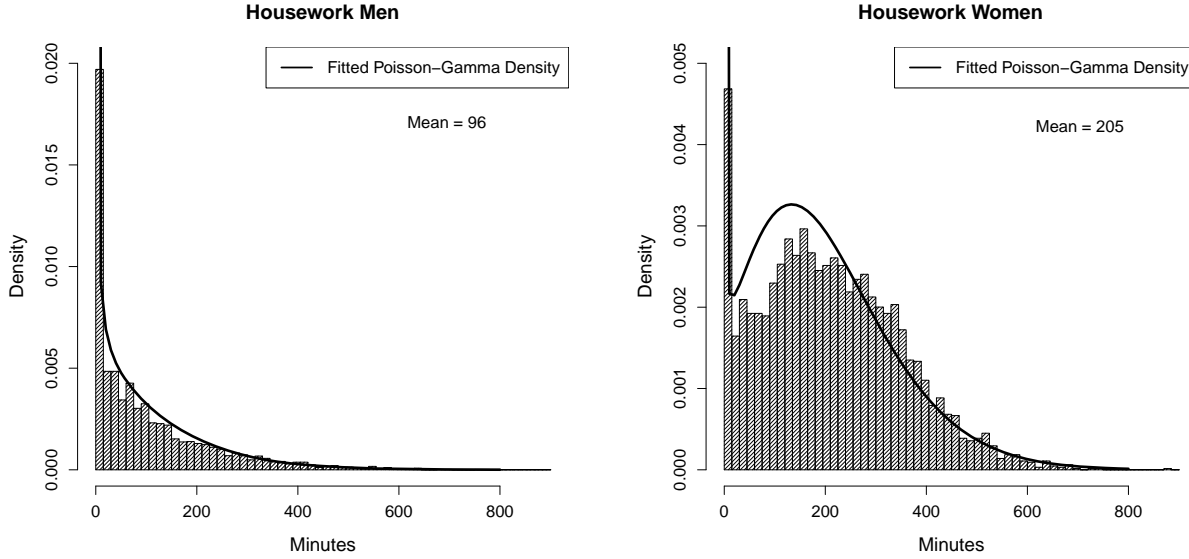 Housework Men
Fitted Poisson−Gamma Density
Mean = 96
0.000
0.005
0.010
0.015
0.020
Density
0
200
400
600
800
Minutes
Housework Women
Fitted Poisson−Gamma Density
Mean = 205
0.000
0.001
0.002
0.003
0.004
0.005
Density
0
200
400
600
800
Minutes